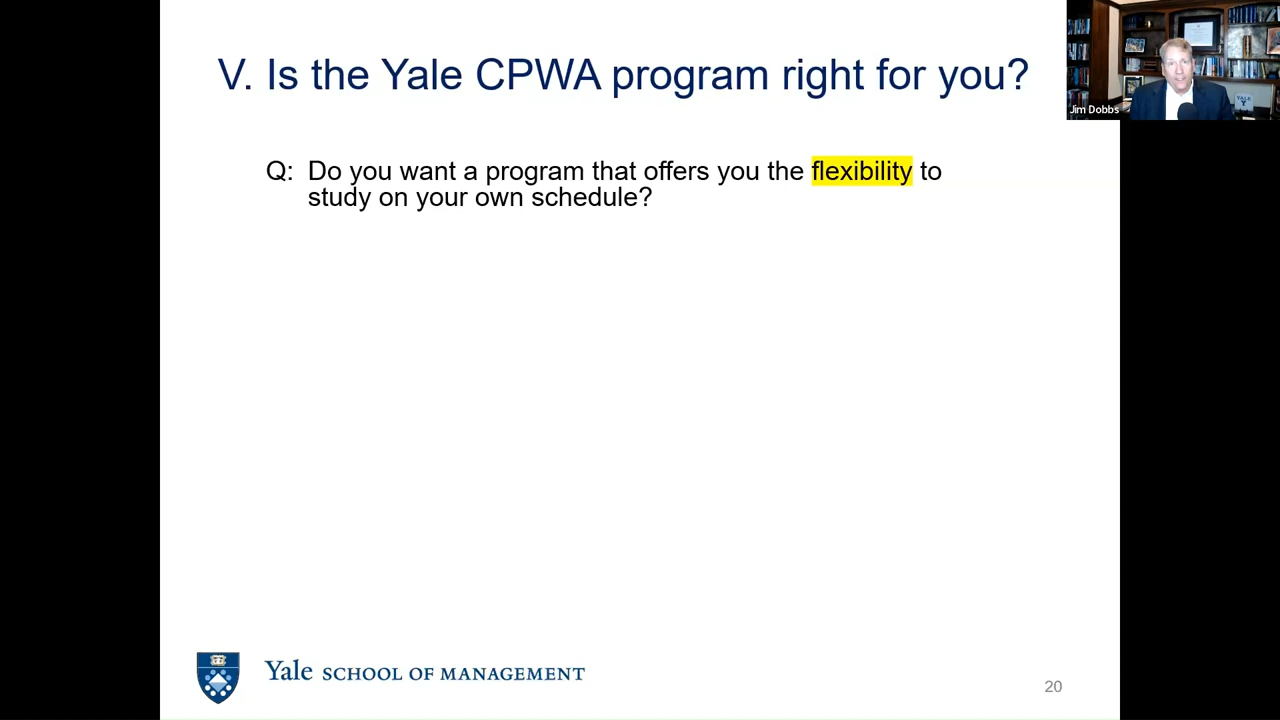 V. Is the Yale CPWA program right for you?
Jim Dobbs
YALE
Y
Q: Do you want a program that offers you the flexibility to
study on your own schedule?
Yale SCHOOL OF MANAGEMENT
20